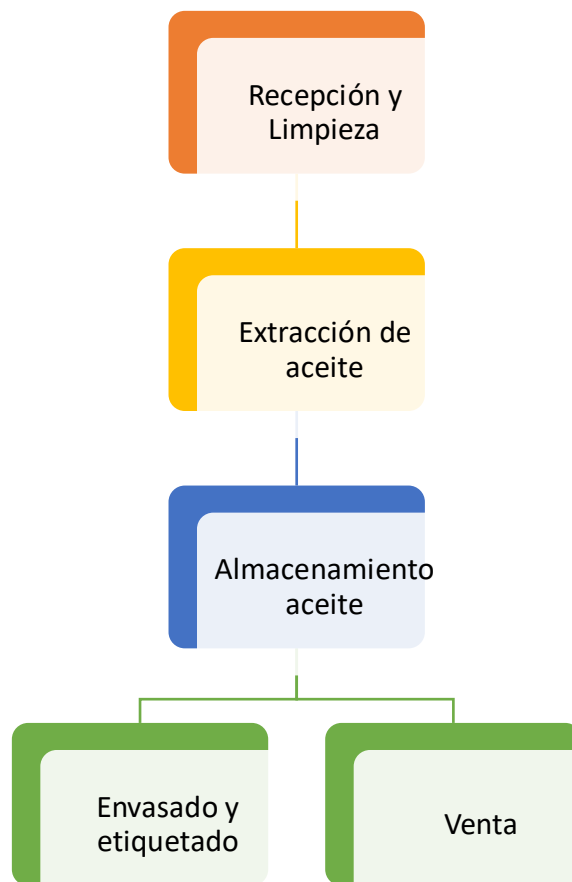 Recepción y
Limpieza
Extracción de
aceite
Almacenamiento
aceite
Envasado y
etiquetado
Venta